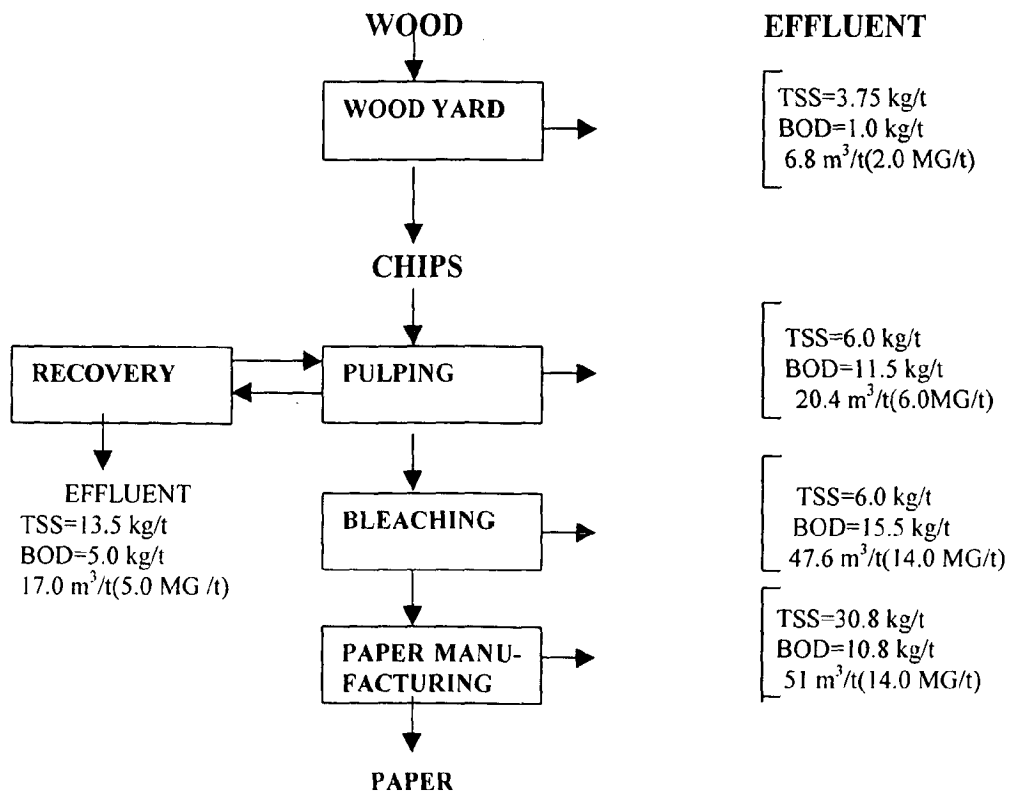 WOOD
EFFLUENT
WOOD YARD
TSS=3.75 kg/t
BOD=1.0 kg/t
6.8 m³/t(2.0 MG/t)
CHIPS
RECOVERY
PULPING
TSS=6.0 kg/t
BOD=11.5 kg/t
20.4 m³/t(6.0MG/t)
EFFLUENT
TSS=13.5 kg/t
BOD=5.0 kg/t
17.0 m³/t(5.0 MG /t)
BLEACHING
TSS=6.0 kg/t
BOD=15.5 kg/t
47.6 m³/t(14.0 MG/t)
PAPER MANU-
FACTURING
TSS=30.8 kg/t
BOD=10.8 kg/t
51 m³/t(14.0 MG/t)
PAPER